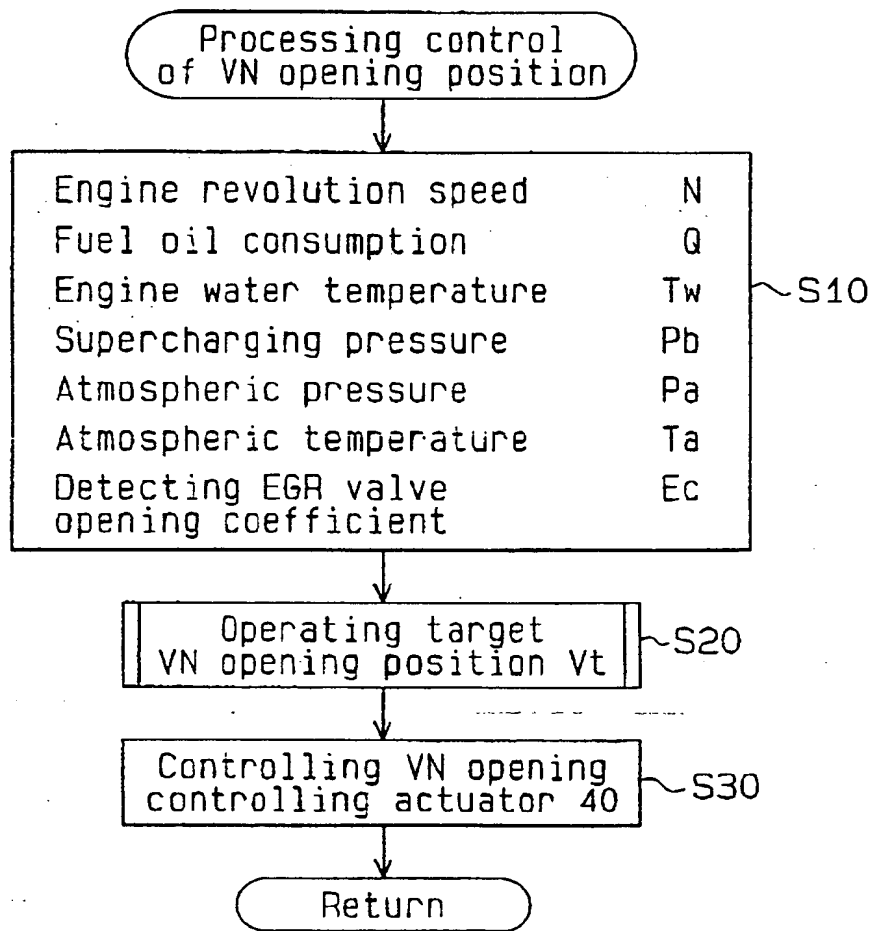 Processing control
of VN opening position
Engine revolution speed N
Fuel oil consumption Q
Engine water temperature Tw
Supercharging pressure Pb
S10
Atmospheric pressure Pa
Atmospheric temperature Ta
Detecting EGR valve Ec
opening coefficient
Operating target
VN opening position Vt
S20
Controlling VN opening
controlling actuator 40
S30
Return